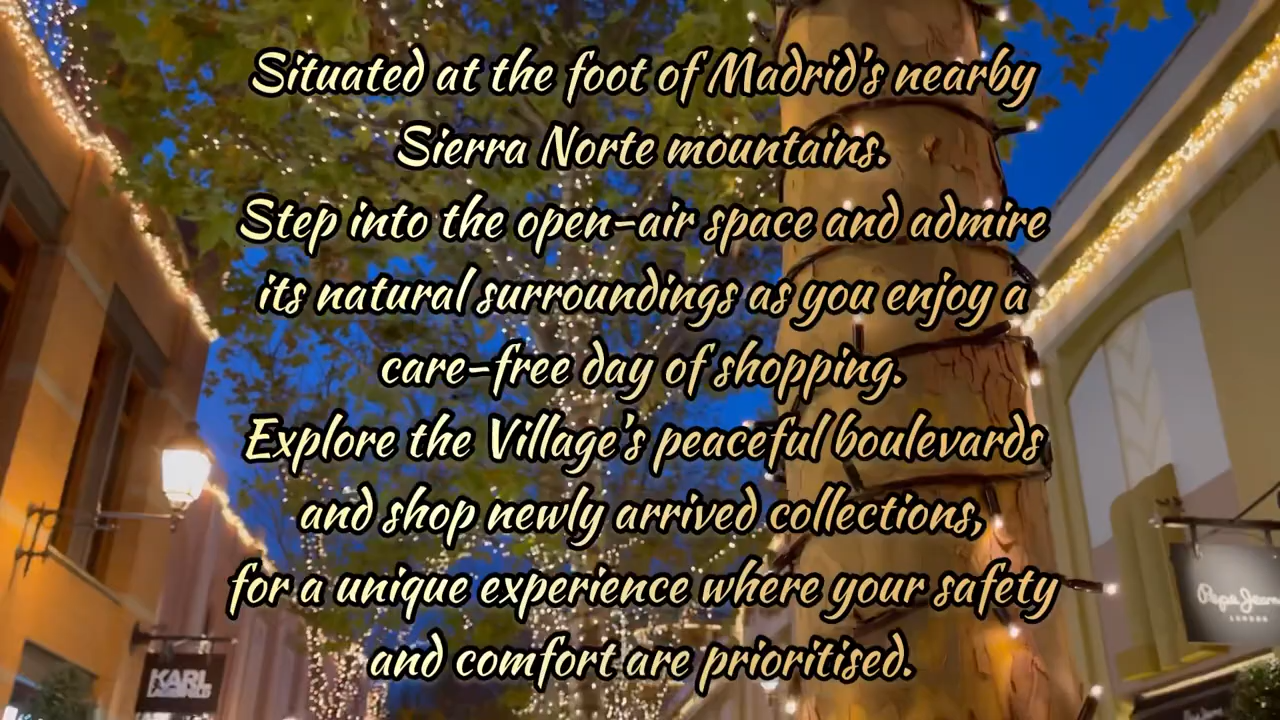 Situated at the foot of Madrid's nearby
Sierra Norte mountains.
Step into the open-air space and admire
its natural surroundings as you enjoy a
care-free day of shopping.
Explore the Village's peaceful boulevards
and shop newly arrived collections,
for a unique experience where your safety
and comfort are prioritised.
KARL
LAGERFELD
Pepe Jeans
LONDON